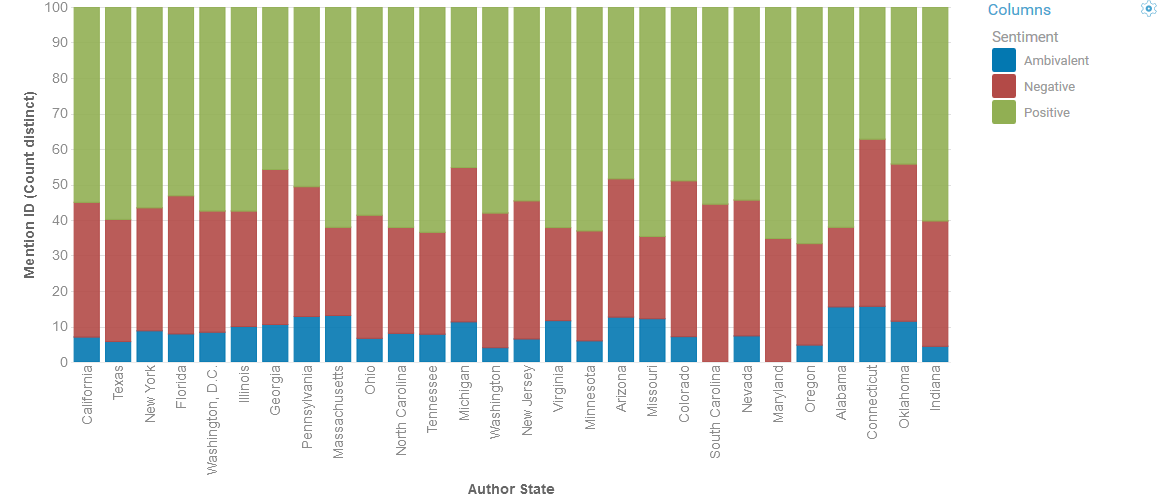 100
90
80
70
60
50
40
30
20
10
0
Mention ID (Count distinct)
California
Texas
New York
Florida
Washington, D.C.
Illinois
Georgia
Pennsylvania
Massachusetts
Ohio
North Carolina
Tennessee
Michigan
Washington
New Jersey
Virginia
Minnesota
Arizona
Missouri
Colorado
South Carolina
Nevada
Maryland
Oregon
Alabama
Connecticut
Oklahoma
Indiana
Author State
Columns
Sentiment
Ambivalent
Negative
Positive